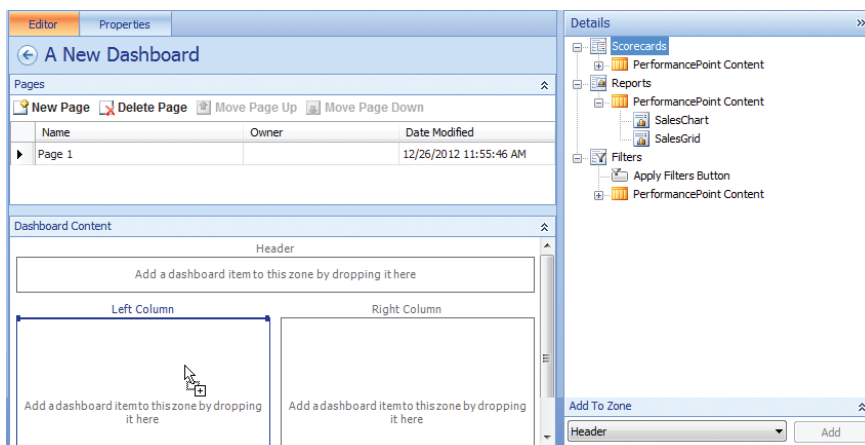 Editor Properties
A New Dashboard
Pages
New Page Delete Page Move Page Up Move Page Down
Name Owner Date Modified
Page 1 12/26/2012 11:55:46 AM
Dashboard Content
Header
Add a dashboard item to this zone by dropping it here
Left Column Right Column
Add a dashboard item to this zone by dropping
it here
Add a dashboard item to this zone by dropping
it here
Details
Scorecards
PerformancePoint Content
Reports
PerformancePoint Content
SalesChart
SalesGrid
Filters
Apply Filters Button
PerformancePoint Content
Add To Zone
Header Add